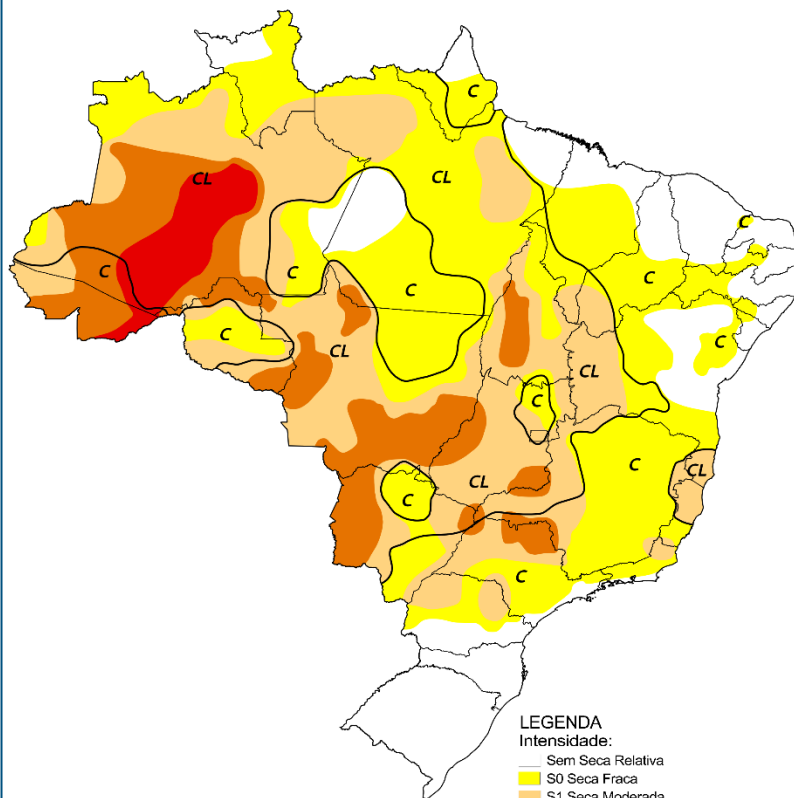 C
CL
CL
C
C
C
C
C
CL
CL
C
C
CL
CL
C
C
C
LEGENDA
Intensidade:
Sem Seca Relativa
S0 Seca Fraca
S1 Seca Moderada